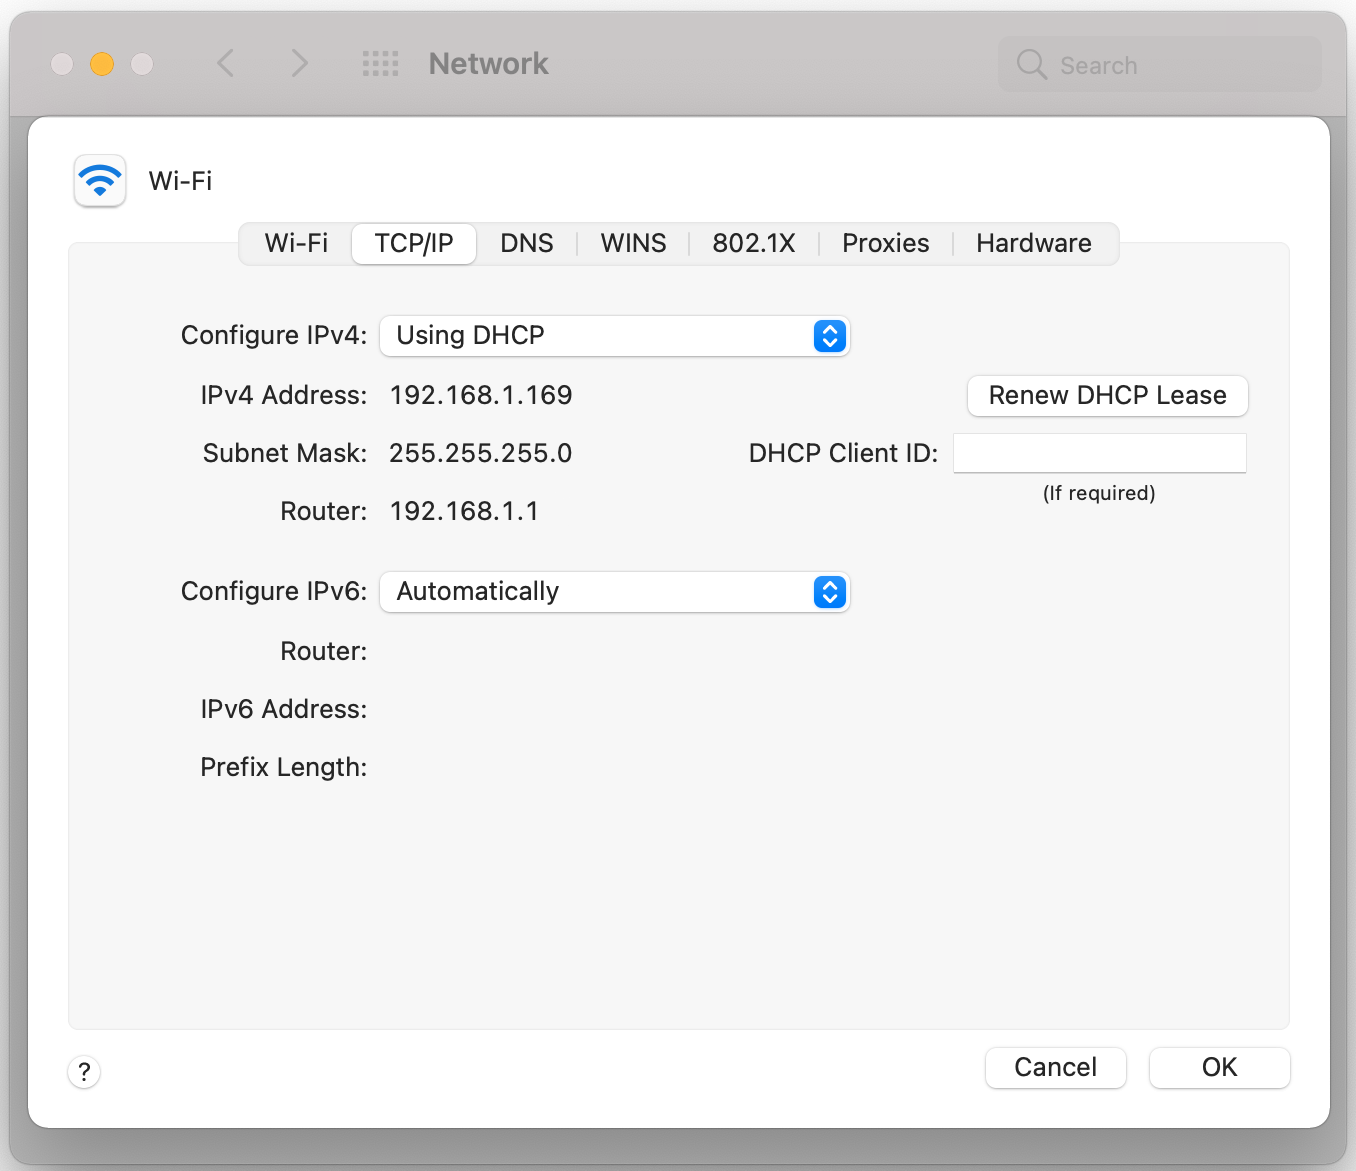 Network
Search
Wi-Fi
Wi-Fi TCP/IP DNS WINS 802.1X Proxies Hardware
Configure IPv4: Using DHCP
IPv4 Address: 192.168.1.169 Renew DHCP Lease
Subnet Mask: 255.255.255.0 DHCP Client ID:
(If required)
Router: 192.168.1.1
Configure IPv6: Automatically
Router:
IPv6 Address:
Prefix Length:
? Cancel OK